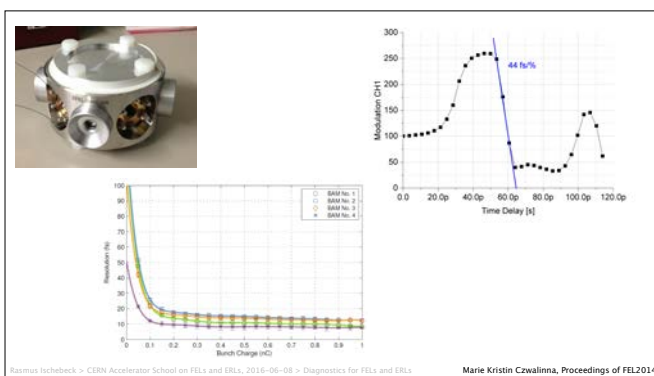 Modulation CH1
300
250
200
150
100
50
0
44 fs/%
0.0 20.0p 40.0p 60.0p 80.0p 100.0p 120.0p
Time Delay [s]
Resolution (fs)
100
90
80
70
60
50
40
30
20
10
0
BAM No. 1
BAM No. 2
BAM No. 3
BAM No. 4
0 0.1 0.2 0.3 0.4 0.5 0.6 0.7 0.8 0.9 1
Bunch Charge (nC)
Rasmus Ischebeck > CERN Accelerator School on FELs and ERLs, 2016-06-08 > Diagnostics for FELs and ERLs
Marie Kristin Czwalinna, Proceedings of FEL2014